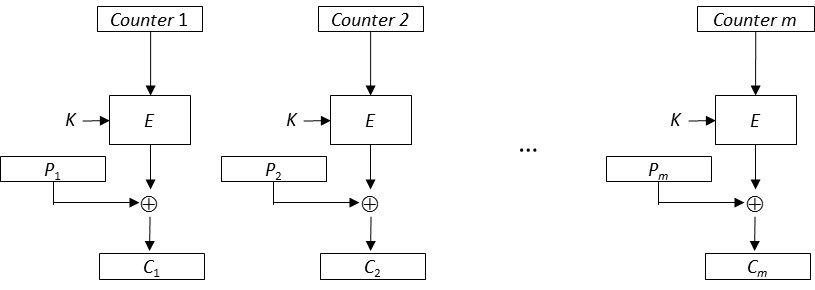 Counter 1 Counter 2 Counter m
K E K E ... K E
P1 P2 Pm
⊕ ⊕ ⊕
C1 C2 Cm